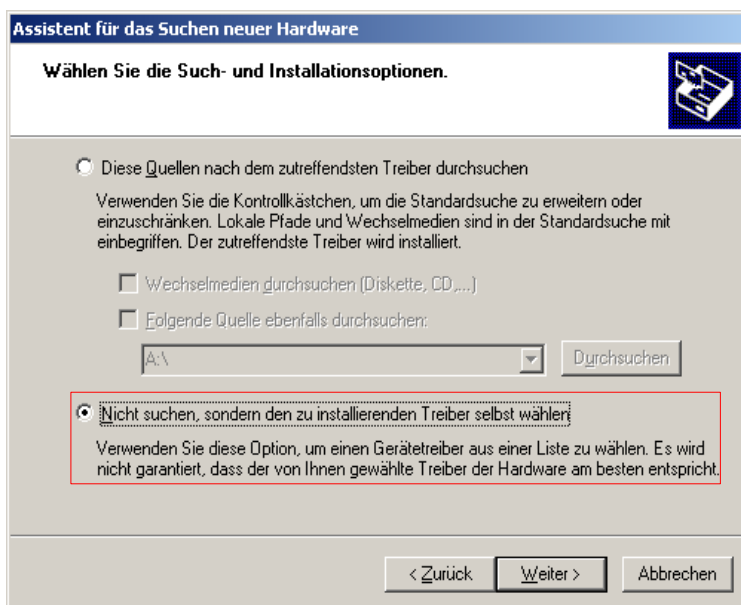 Assistent für das Suchen neuer Hardware
Wählen Sie die Such- und Installationsoptionen.
Diese Quellen nach dem zutreffendsten Treiber durchsuchen
Verwenden Sie die Kontrollkästchen, um die Standardsuche zu erweitern oder
einzuschränken. Lokale Pfade und Wechselmedien sind in der Standardsuche mit
einbegriffen. Der zutreffendste Treiber wird installiert.
Wechselmedien durchsuchen (Diskette, CD,...)
Folgende Quelle ebenfalls durchsuchen:
A:\
Durchsuchen
Nicht suchen, sondern den zu installierenden Treiber selbst wählen
Verwenden Sie diese Option, um einen Gerätetreiber aus einer Liste zu wählen. Es wird
nicht garantiert, dass der von Ihnen gewählte Treiber der Hardware am besten entspricht.
< Zurück
Weiter >
Abbrechen